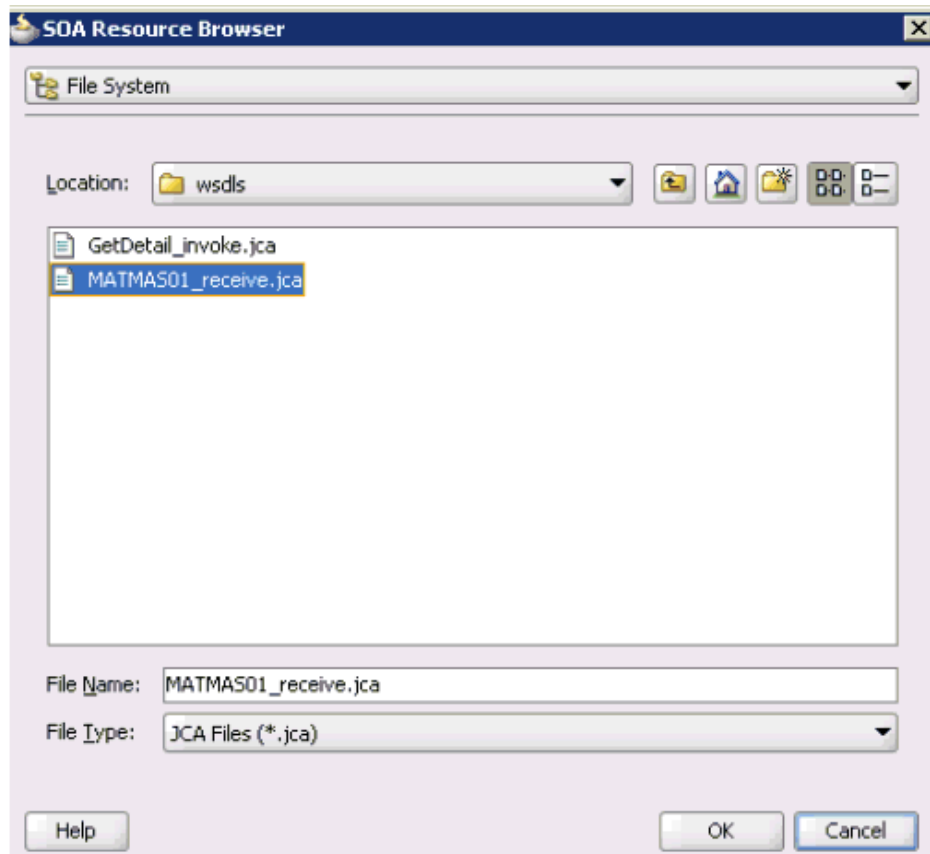 SOA Resource Browser
File System
Location: wsdls
GetDetail_invoke.jca
MATMAS01_receive.jca
File Name: MATMAS01_receive.jca
File Type: JCA Files (*.jca)
Help OK Cancel